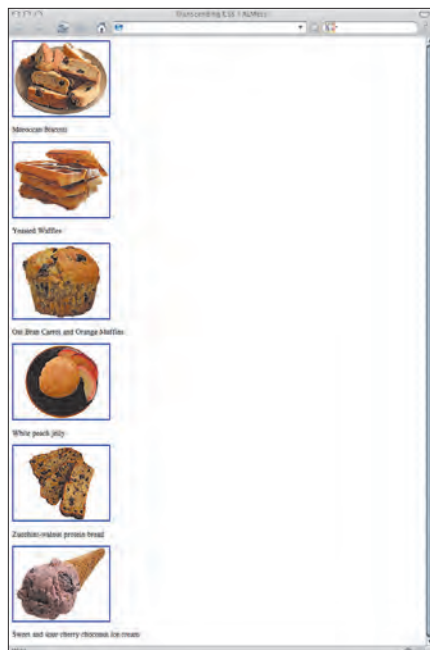 Transcending CSS
Moroccan Biscotti
Yeasted Waffles
Oat Bran Carrot and Orange Muffins
White peach jelly
Zucchini-walnut protein bread
Sweet and sour cherry chocolate ice cream